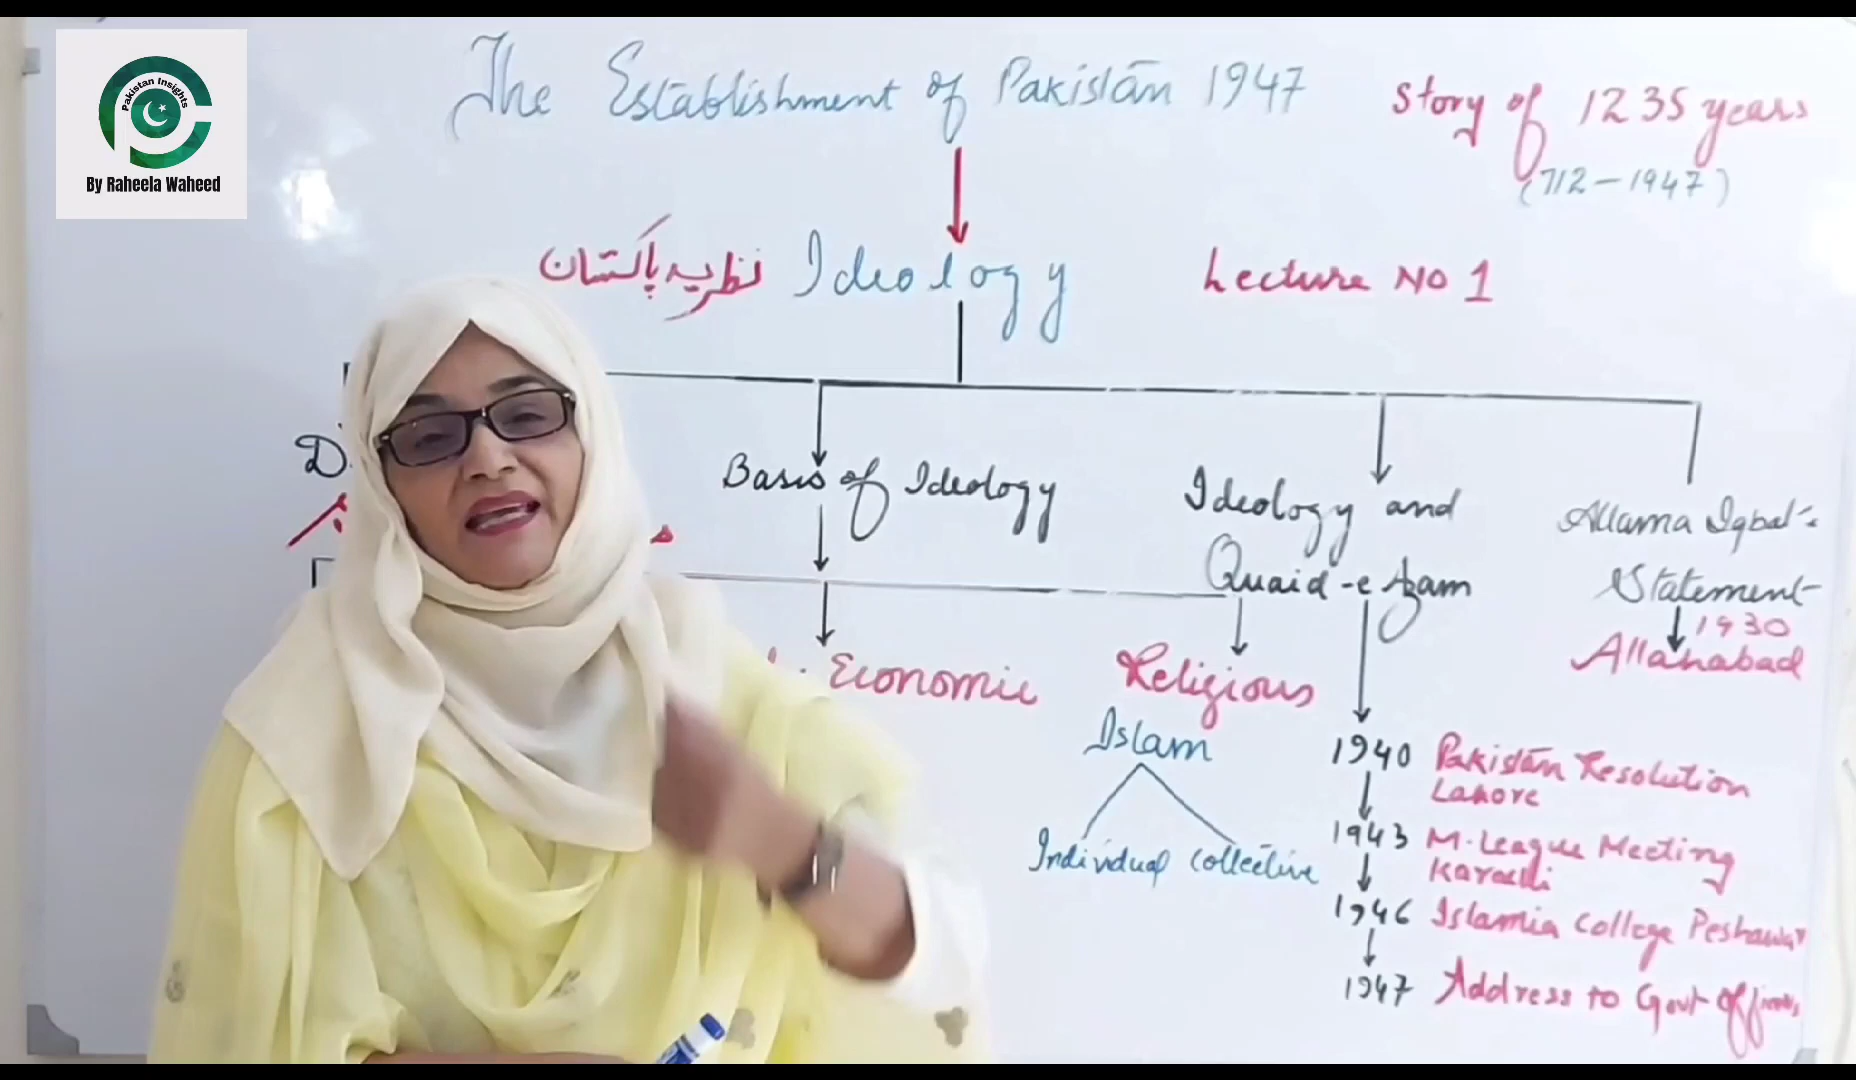 Pakistan Insights
By Raheela Waheed
The Establishment of Pakistan 1947
Story of 1235 years
(712-1947)
نظریہ پاکستان Ideology
Lecture No 1
Basis of Ideology
Ideology and
Quaid-e Azam
Allama Iqbal's
Statement
1930
Allahabad
Economic
Religious
Islam
Individual Collective
1940 Pakistan Resolution
Lahore
1943 M. League Meeting
Karachi
1946 Islamia College Peshawar
1947 Address to Govt Officers